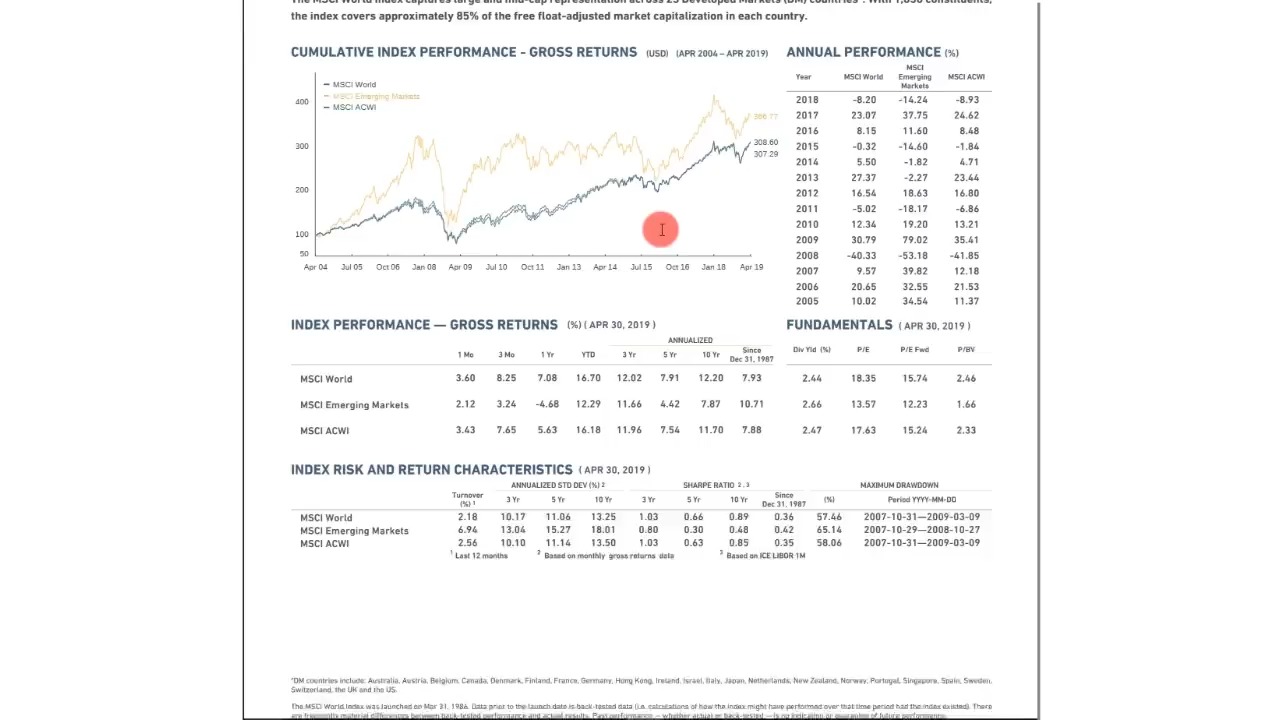 the index covers approximately 85% of the free float-adjusted market capitalization in each country.
CUMULATIVE INDEX PERFORMANCE - GROSS RETURNS (USD) (APR 2004 – APR 2019)
MSCI World
MSCI Emerging Markets
MSCI ACWI
400
300
200
100
50
308.60
307.29
Apr 04 Jul 05 Oct 06 Jan 08 Apr 09 Jul 10 Oct 11 Jan 13 Apr 14 Jul 15 Oct 16 Jan 18 Apr 19
ANNUAL PERFORMANCE (%)
Year MSCI World MSCI Emerging Markets MSCI ACWI
2018 -8.20 -14.24 -8.93
2017 23.07 37.75 24.62
2016 8.15 11.60 8.48
2015 -0.32 -14.60 -1.84
2014 5.50 -1.82 4.71
2013 27.37 -2.27 23.44
2012 16.54 18.63 16.80
2011 -5.02 -18.17 -6.86
2010 12.34 19.20 13.21
2009 30.79 79.02 35.41
2008 -40.33 -53.18 -41.85
2007 9.57 39.82 12.18
2006 20.65 32.55 21.53
2005 10.02 34.54 11.37
INDEX PERFORMANCE — GROSS RETURNS (%) ( APR 30, 2019 )
ANNUALIZED
1 Mo 3 Mo 1 Yr YTD 3 Yr 5 Yr 10 Yr Since Dec 31, 1987
MSCI World 3.60 8.25 7.08 16.70 12.02 7.91 12.20 7.93
MSCI Emerging Markets 2.12 3.24 -4.68 12.29 11.66 4.42 7.87 10.71
MSCI ACWI 3.43 7.65 5.63 16.18 11.96 7.54 11.70 7.88
FUNDAMENTALS ( APR 30, 2019 )
Div Yld (%) P/E P/E Fwd P/BV
2.44 18.35 15.74 2.46
2.66 13.57 12.23 1.66
2.47 17.63 15.24 2.33
INDEX RISK AND RETURN CHARACTERISTICS ( APR 30, 2019 )
ANNUALIZED STD DEV (%) 2 SHARPE RATIO 2 , 3 MAXIMUM DRAWDOWN
Turnover (%) 1 3 Yr 5 Yr 10 Yr 3 Yr 5 Yr 10 Yr Since Dec 31, 1987 (%) Period YYYY-MM-DD
MSCI World 2.18 10.17 11.06 13.25 1.03 0.66 0.89 0.36 57.46 2007-10-31—2009-03-09
MSCI Emerging Markets 6.94 13.04 15.27 18.01 0.80 0.30 0.48 0.42 65.14 2007-10-29—2008-10-27
MSCI ACWI 2.56 10.10 11.14 13.50 1.03 0.63 0.85 0.35 58.06 2007-10-31—2009-03-09
1 Last 12 months 2 Based on monthly gross returns data 3 Based on ICE LIBOR 1M
*DM countries include: Australia, Austria, Belgium, Canada, Denmark, Finland, France, Germany, Hong Kong, Ireland, Israel, Italy, Japan, Netherlands, New Zealand, Norway, Portugal, Singapore, Spain, Sweden,
Switzerland, the UK and the US.
The MSCI World Index was launched on Mar 31, 1986. Data prior to the launch date is back-tested data (i.e. calculations of how the index might have performed over that time period had the index existed). There
are frequently material differences between back-tested performance and actual results. Past performance — whether actual or back-tested — is no indication or guarantee of future performance.